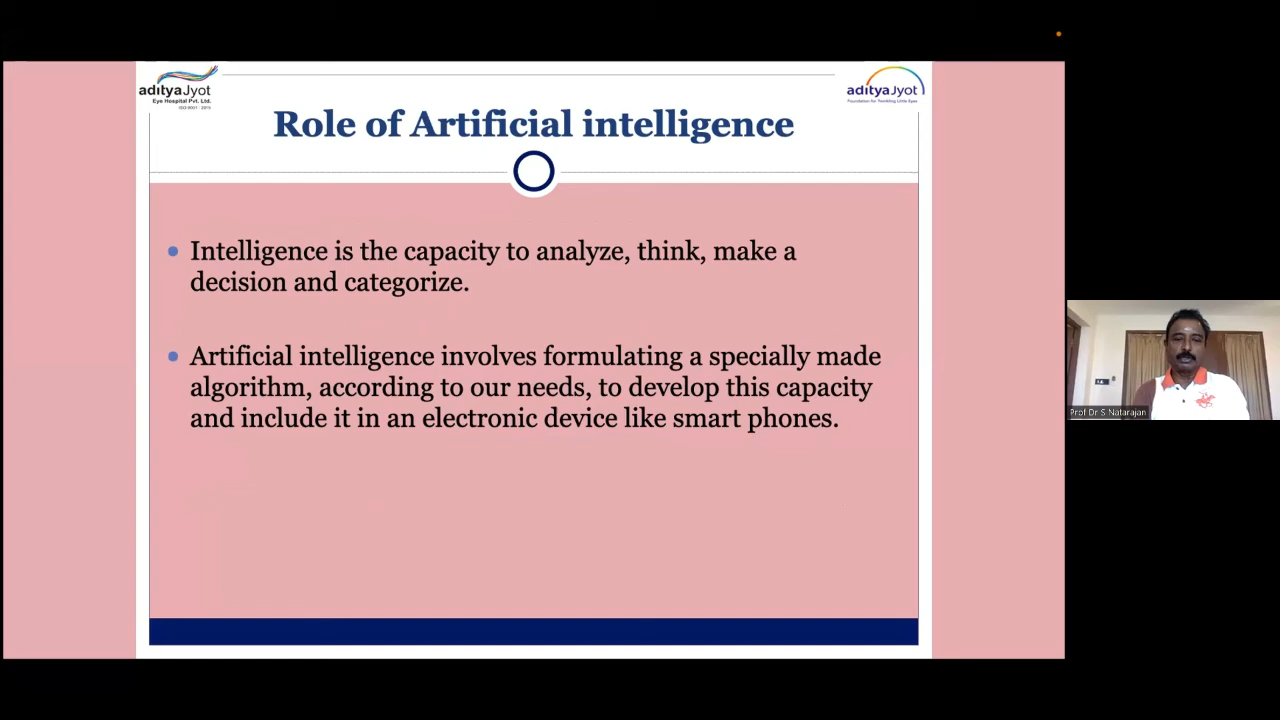 adityaJyot
Eye Hospital Pvt. Ltd.
ISO 9001 : 2015
adityaJyot
Foundation for Twinkling Little Eyes
Role of Artificial intelligence
Intelligence is the capacity to analyze, think, make a
decision and categorize.
Artificial intelligence involves formulating a specially made
algorithm, according to our needs, to develop this capacity
and include it in an electronic device like smart phones.
Prof Dr S Natarajan